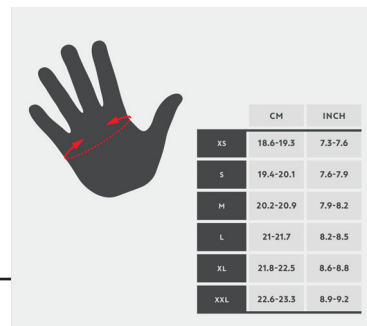 CM INCH
XS 18.6-19.3 7.3-7.6
S 19.4-20.1 7.6-7.9
M 20.2-20.9 7.9-8.2
L 21-21.7 8.2-8.5
XL 21.8-22.5 8.6-8.8
XXL 22.6-23.3 8.9-9.2